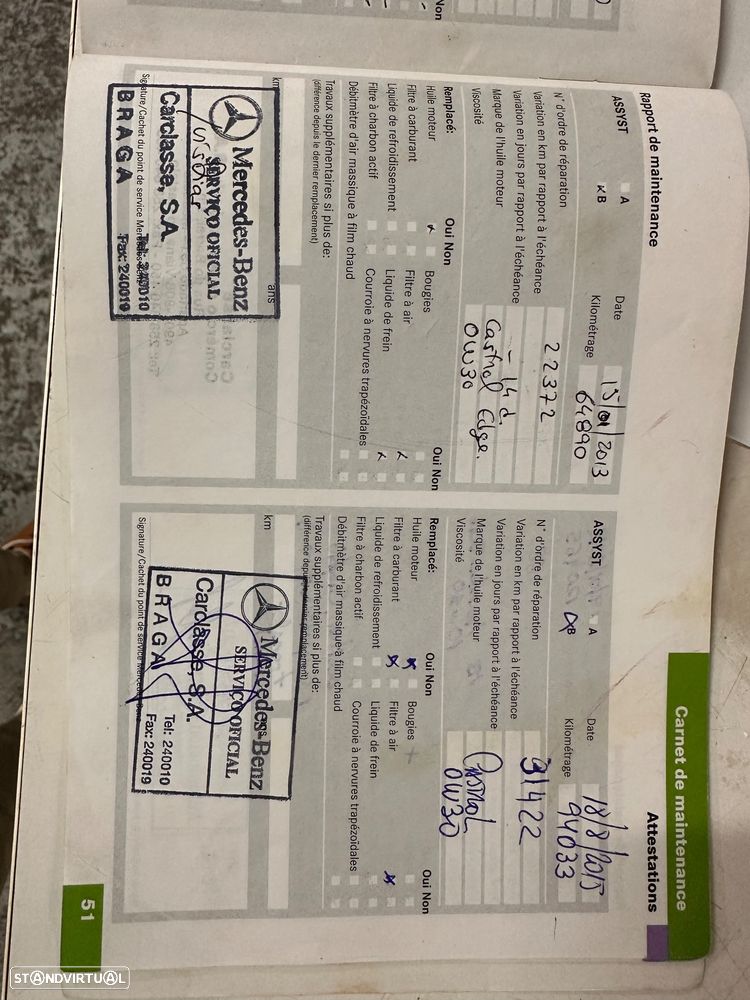 Carnet de maintenance
Attestations
Rapport de maintenance
ASSYST
A
x B
Date 15/01/2013
Kilométrage 64890
N° d'ordre de réparation 22372
Variation en km par rapport à l'échéance
Variation en jours par rapport à l'échéance - 14 d.
Marque de l'huile moteur Castrol Edge.
Viscosité 0W30
Remplacé: Oui Non Oui Non
Huile moteur x Bougies
Filtre à carburant Filtre à air x
Liquide de refroidissement Liquide de frein x
Filtre à charbon actif Courroie à nervures trapézoïdales
Débitmètre d'air massique à film chaud
Travaux supplémentaires si plus de:
(différence depuis le dernier remplacement)
km ans
Mercedes-Benz
SERVIÇO OFICIAL
Carclasse, S.A.
Tel: 240010
BRAGA Fax: 240019
Signature/Cachet du point de service Mercedes-Benz
ASSYST
A
x B
Date 18/8/2015
Kilométrage 94033
N° d'ordre de réparation 31422
Variation en km par rapport à l'échéance
Variation en jours par rapport à l'échéance
Marque de l'huile moteur Castrol
Viscosité 0W30
Remplacé: Oui Non Oui Non
Huile moteur x Bougies
Filtre à carburant x Filtre à air x
Liquide de refroidissement Liquide de frein
Filtre à charbon actif Courroie à nervures trapézoïdales
Débitmètre d'air massique à film chaud
Travaux supplémentaires si plus de:
(différence depuis le dernier remplacement)
km
Mercedes-Benz
SERVIÇO OFICIAL
Carclasse, S.A.
Tel: 240010
BRAGA Fax: 240019
Signature/Cachet du point de service Mercedes-Benz
51
Non
STANDVIRTUAL